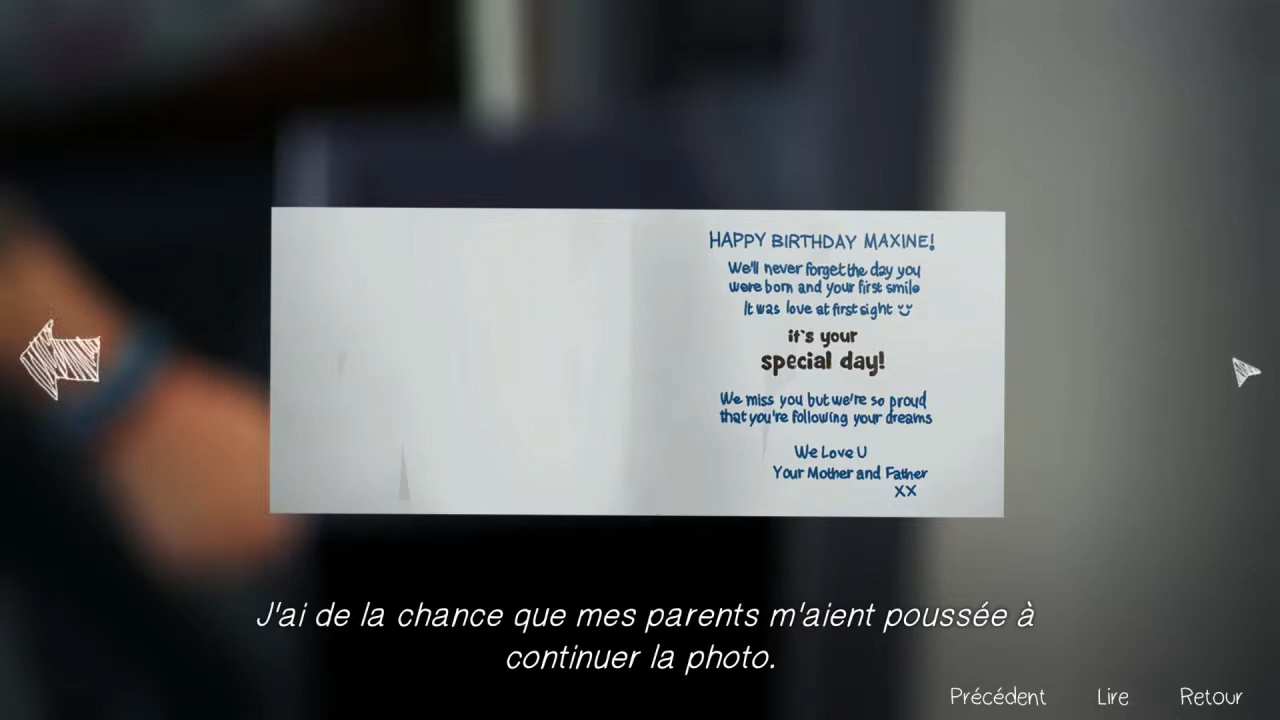 HAPPY BIRTHDAY MAXINE!
We'll never forget the day you
were born and your first smile
It was love at first sight
it's your
special day!
We miss you but we're so proud
that you're following your dreams
We Love U
Your Mother and Father
XX
J'ai de la chance que mes parents m'aient poussée à
continuer la photo.
Précédent Lire Retour